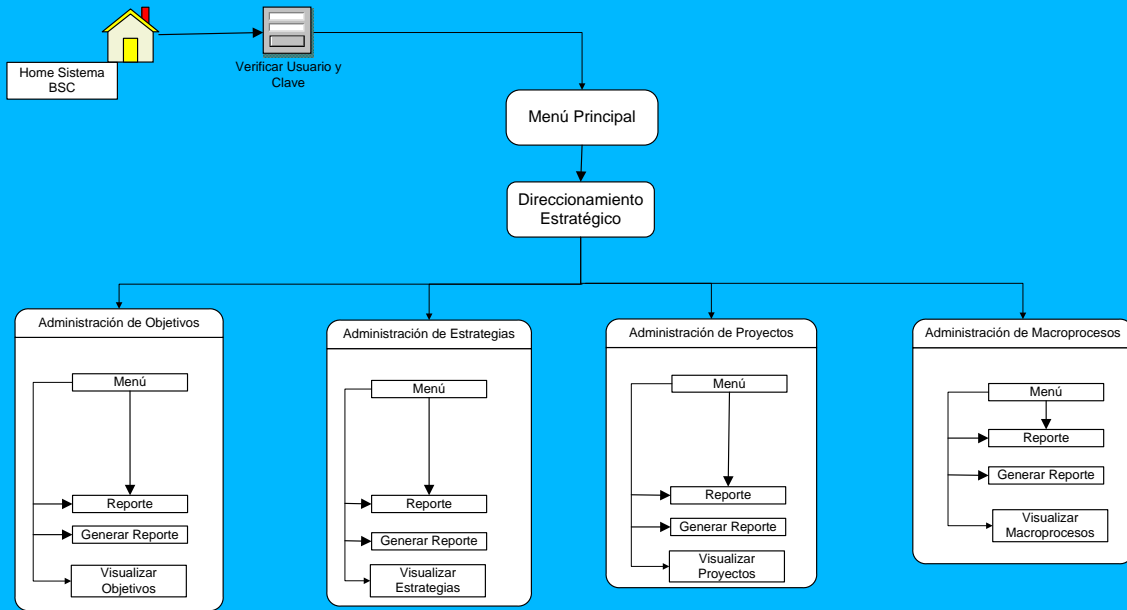 Home Sistema
BSC
Verificar Usuario y
Clave
Menú Principal
Direccionamiento
Estratégico
Administración de Objetivos
Menú
Reporte
Generar Reporte
Visualizar
Objetivos
Administración de Estrategias
Menú
Reporte
Generar Reporte
Visualizar
Estrategias
Administración de Proyectos
Menú
Reporte
Generar Reporte
Visualizar
Proyectos
Administración de Macroprocesos
Menú
Reporte
Generar Reporte
Visualizar
Macroprocesos